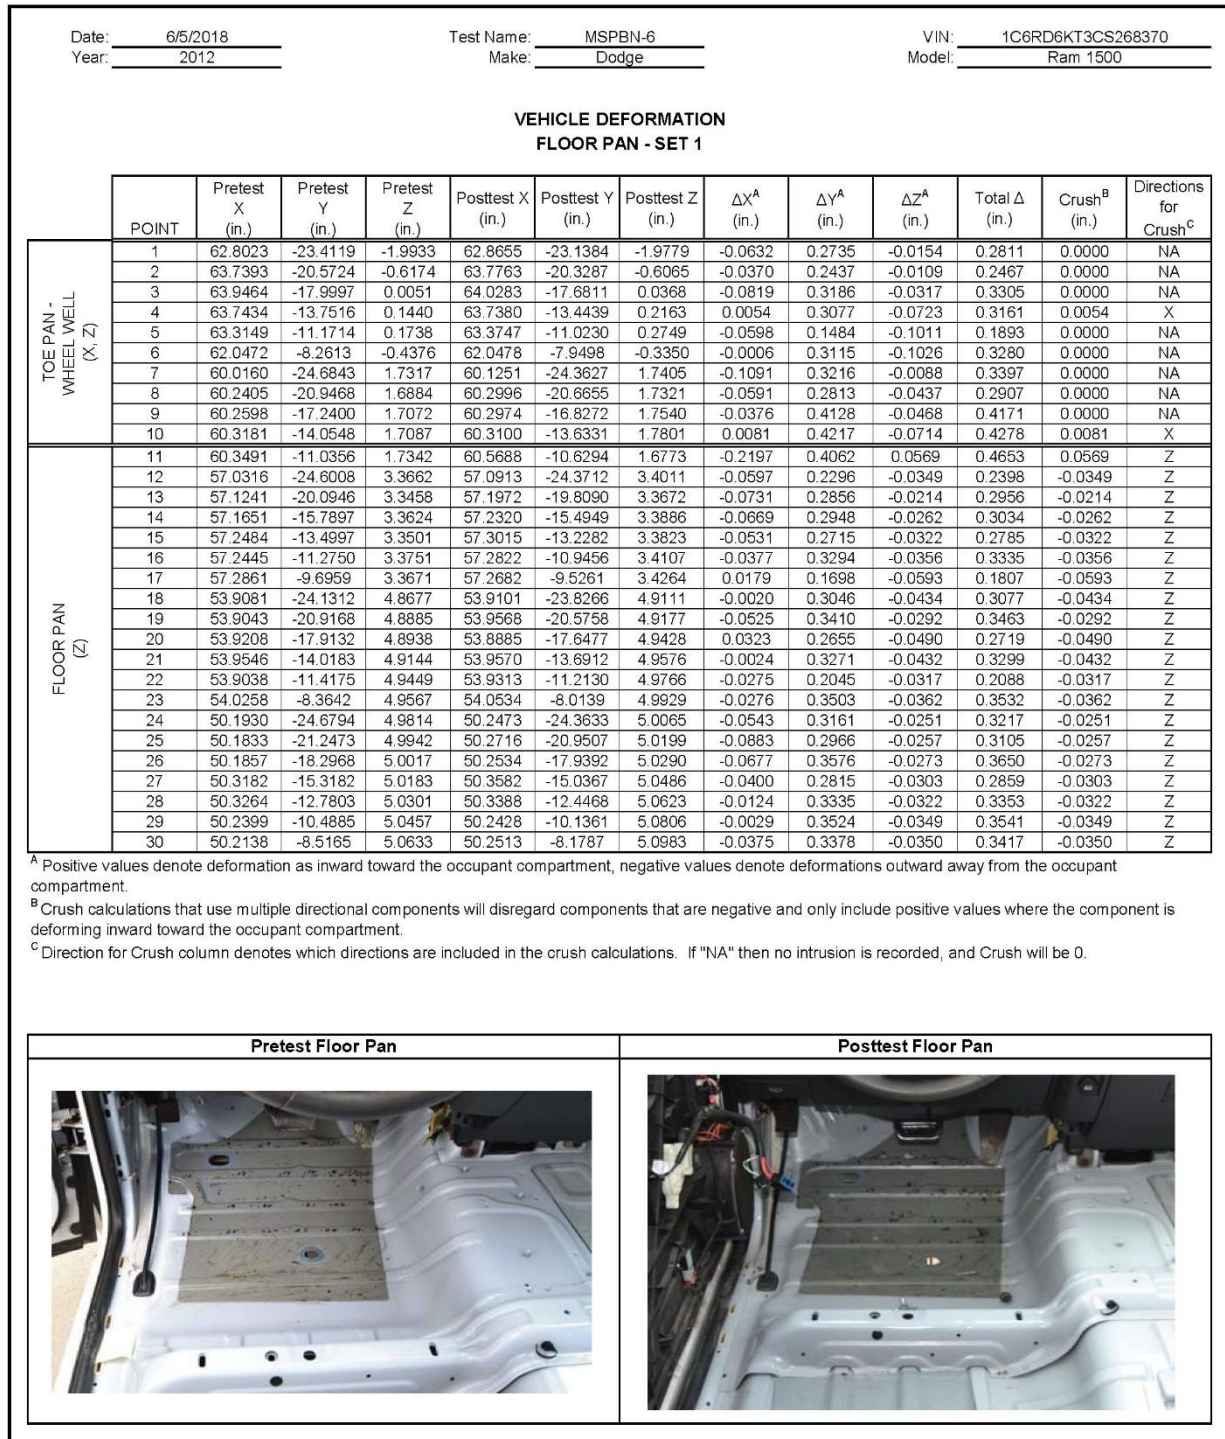 Date: 6/5/2018 Test Name: MSPBN-6 VIN: 1C6RD6KT3CS268370
Year: 2012 Make: Dodge Model: Ram 1500
VEHICLE DEFORMATION
FLOOR PAN - SET 1
POINT Pretest X (in.) Pretest Y (in.) Pretest Z (in.) Posttest X (in.) Posttest Y (in.) Posttest Z (in.) ΔX^A (in.) ΔY^A (in.) ΔZ^A (in.) Total Δ (in.) Crush^B (in.) Directions for Crush^C
TOE PAN - WHEEL WELL (X, Z)
1 62.8023 -23.4119 -1.9933 62.8655 -23.1384 -1.9779 -0.0632 0.2735 -0.0154 0.2811 0.0000 NA
2 63.7393 -20.5724 -0.6174 63.7763 -20.3287 -0.6065 -0.0370 0.2437 -0.0109 0.2467 0.0000 NA
3 63.9464 -17.9997 0.0051 64.0283 -17.6811 0.0368 -0.0819 0.3186 -0.0317 0.3305 0.0000 NA
4 63.7434 -13.7516 0.1440 63.7380 -13.4439 0.2163 0.0054 0.3077 -0.0723 0.3161 0.0054 X
5 63.3149 -11.1714 0.1738 63.3747 -11.0230 0.2749 -0.0598 0.1484 -0.1011 0.1893 0.0000 NA
6 62.0472 -8.2613 -0.4376 62.0478 -7.9498 -0.3350 -0.0006 0.3115 -0.1026 0.3280 0.0000 NA
7 60.0160 -24.6843 1.7317 60.1251 -24.3627 1.7405 -0.1091 0.3216 -0.0088 0.3397 0.0000 NA
8 60.2405 -20.9468 1.6884 60.2996 -20.6655 1.7321 -0.0591 0.2813 -0.0437 0.2907 0.0000 NA
9 60.2598 -17.2400 1.7072 60.2974 -16.8272 1.7540 -0.0376 0.4128 -0.0468 0.4171 0.0000 NA
10 60.3181 -14.0548 1.7087 60.3100 -13.6331 1.7801 0.0081 0.4217 -0.0714 0.4278 0.0081 X
FLOOR PAN (Z)
11 60.3491 -11.0356 1.7342 60.5688 -10.6294 1.6773 -0.2197 0.4062 0.0569 0.4653 0.0569 Z
12 57.0316 -24.6008 3.3662 57.0913 -24.3712 3.4011 -0.0597 0.2296 -0.0349 0.2398 -0.0349 Z
13 57.1241 -20.0946 3.3458 57.1972 -19.8090 3.3672 -0.0731 0.2856 -0.0214 0.2956 -0.0214 Z
14 57.1651 -15.7897 3.3624 57.2320 -15.4949 3.3886 -0.0669 0.2948 -0.0262 0.3034 -0.0262 Z
15 57.2484 -13.4997 3.3501 57.3015 -13.2282 3.3823 -0.0531 0.2715 -0.0322 0.2785 -0.0322 Z
16 57.2445 -11.2750 3.3751 57.2822 -10.9456 3.4107 -0.0377 0.3294 -0.0356 0.3335 -0.0356 Z
17 57.2861 -9.6959 3.3671 57.2682 -9.5261 3.4264 0.0179 0.1698 -0.0593 0.1807 -0.0593 Z
18 53.9081 -24.1312 4.8677 53.9101 -23.8266 4.9111 -0.0020 0.3046 -0.0434 0.3077 -0.0434 Z
19 53.9043 -20.9168 4.8885 53.9568 -20.5758 4.9177 -0.0525 0.3410 -0.0292 0.3463 -0.0292 Z
20 53.9208 -17.9132 4.8938 53.8885 -17.6477 4.9428 0.0323 0.2655 -0.0490 0.2719 -0.0490 Z
21 53.9546 -14.0183 4.9144 53.9570 -13.6912 4.9576 -0.0024 0.3271 -0.0432 0.3299 -0.0432 Z
22 53.9038 -11.4175 4.9449 53.9313 -11.2130 4.9766 -0.0275 0.2045 -0.0317 0.2088 -0.0317 Z
23 54.0258 -8.3642 4.9567 54.0534 -8.0139 4.9929 -0.0276 0.3503 -0.0362 0.3532 -0.0362 Z
24 50.1930 -24.6794 4.9814 50.2473 -24.3633 5.0065 -0.0543 0.3161 -0.0251 0.3217 -0.0251 Z
25 50.1833 -21.2473 4.9942 50.2716 -20.9507 5.0199 -0.0883 0.2966 -0.0257 0.3105 -0.0257 Z
26 50.1857 -18.2968 5.0017 50.2534 -17.9392 5.0290 -0.0677 0.3576 -0.0273 0.3650 -0.0273 Z
27 50.3182 -15.3182 5.0183 50.3582 -15.0367 5.0486 -0.0400 0.2815 -0.0303 0.2859 -0.0303 Z
28 50.3264 -12.7803 5.0301 50.3388 -12.4468 5.0623 -0.0124 0.3335 -0.0322 0.3353 -0.0322 Z
29 50.2399 -10.4885 5.0457 50.2428 -10.1361 5.0806 -0.0029 0.3524 -0.0349 0.3541 -0.0349 Z
30 50.2138 -8.5165 5.0633 50.2513 -8.1787 5.0983 -0.0375 0.3378 -0.0350 0.3417 -0.0350 Z
A Positive values denote deformation as inward toward the occupant compartment, negative values denote deformations outward away from the occupant
compartment.
B Crush calculations that use multiple directional components will disregard components that are negative and only include positive values where the component is
deforming inward toward the occupant compartment.
C Direction for Crush column denotes which directions are included in the crush calculations. If "NA" then no intrusion is recorded, and Crush will be 0.
Pretest Floor Pan Posttest Floor Pan